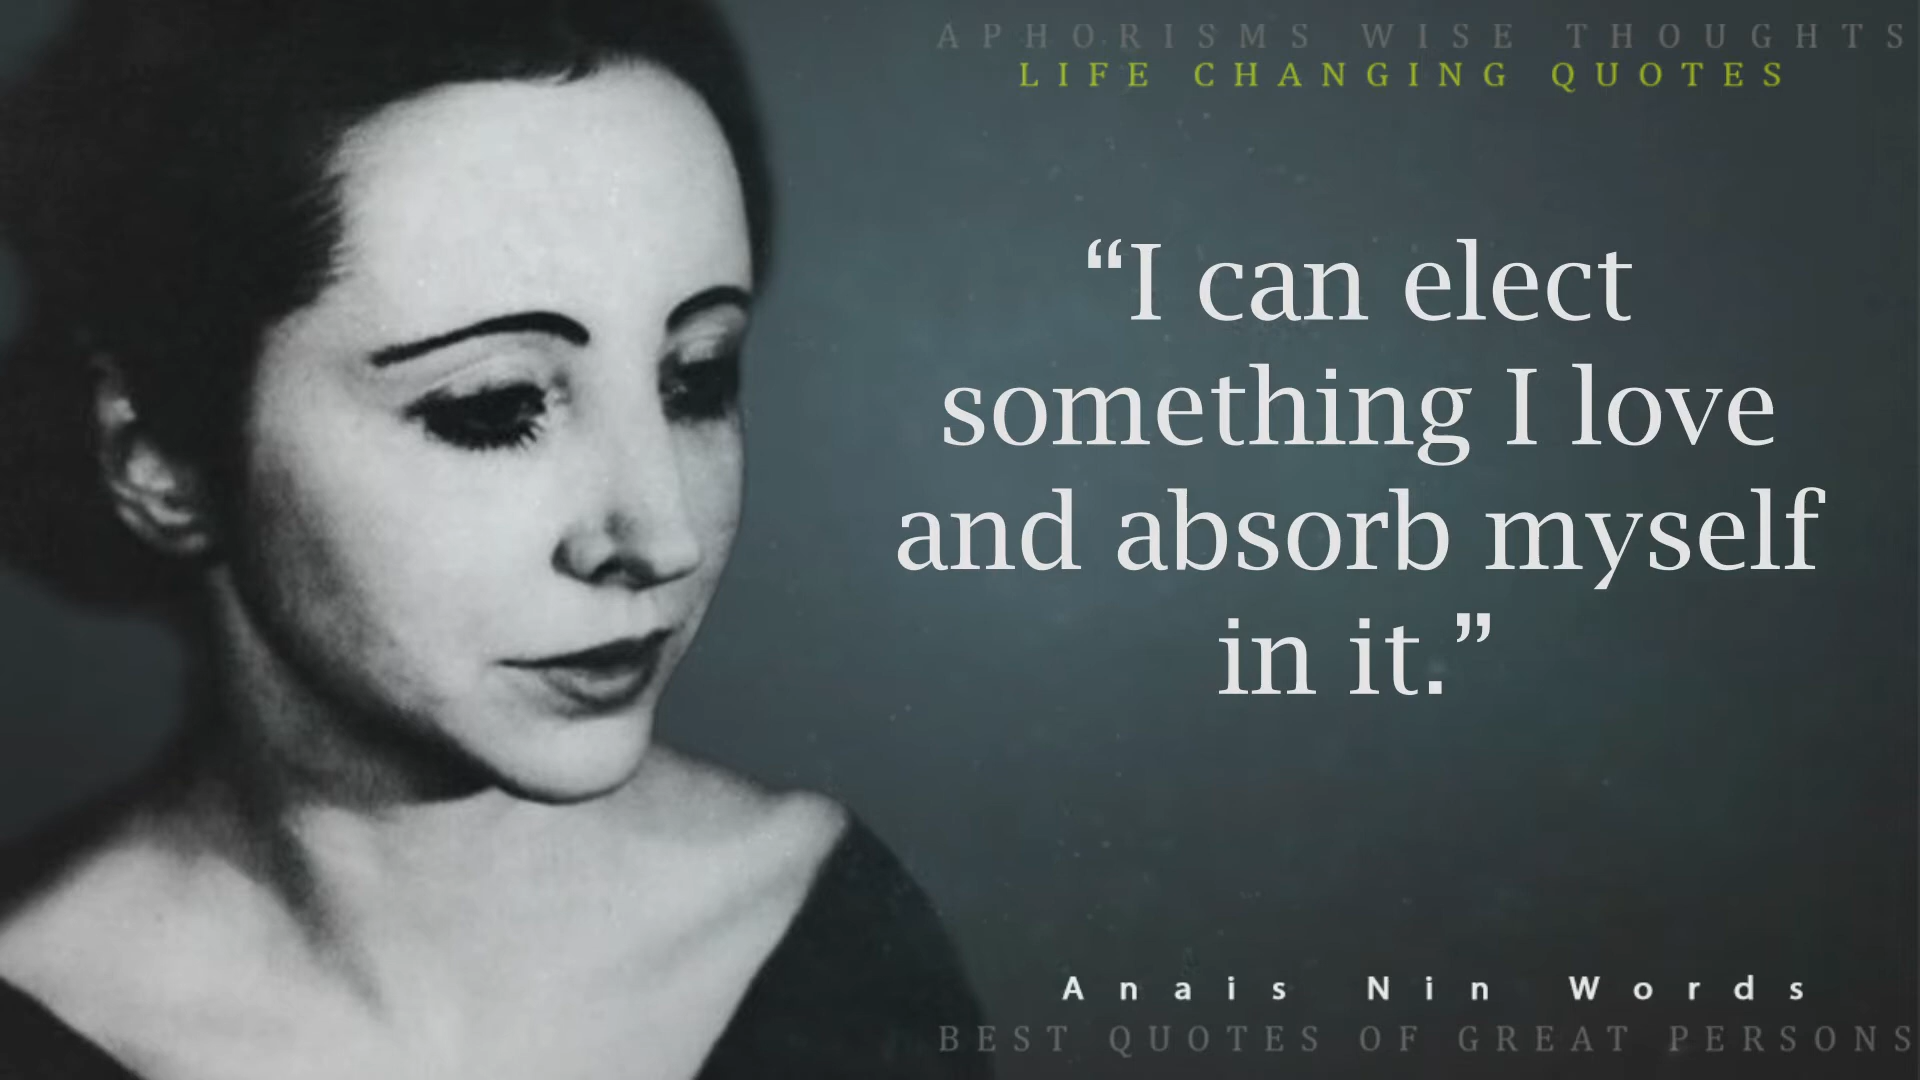 APHORISMS WISE THOUGHTS
LIFE CHANGING QUOTES
“I can elect
something I love
and absorb myself
in it.”
Anais Nin Words
BEST QUOTES OF GREAT PERSONS